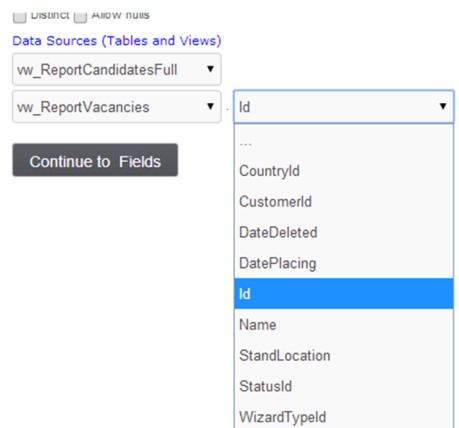 Distinct Allow nulls
Data Sources (Tables and Views)
vw_ReportCandidatesFull
vw_ReportVacancies . Id
Continue to Fields
...
CountryId
CustomerId
DateDeleted
DatePlacing
Id
Name
StandLocation
StatusId
WizardTypeId